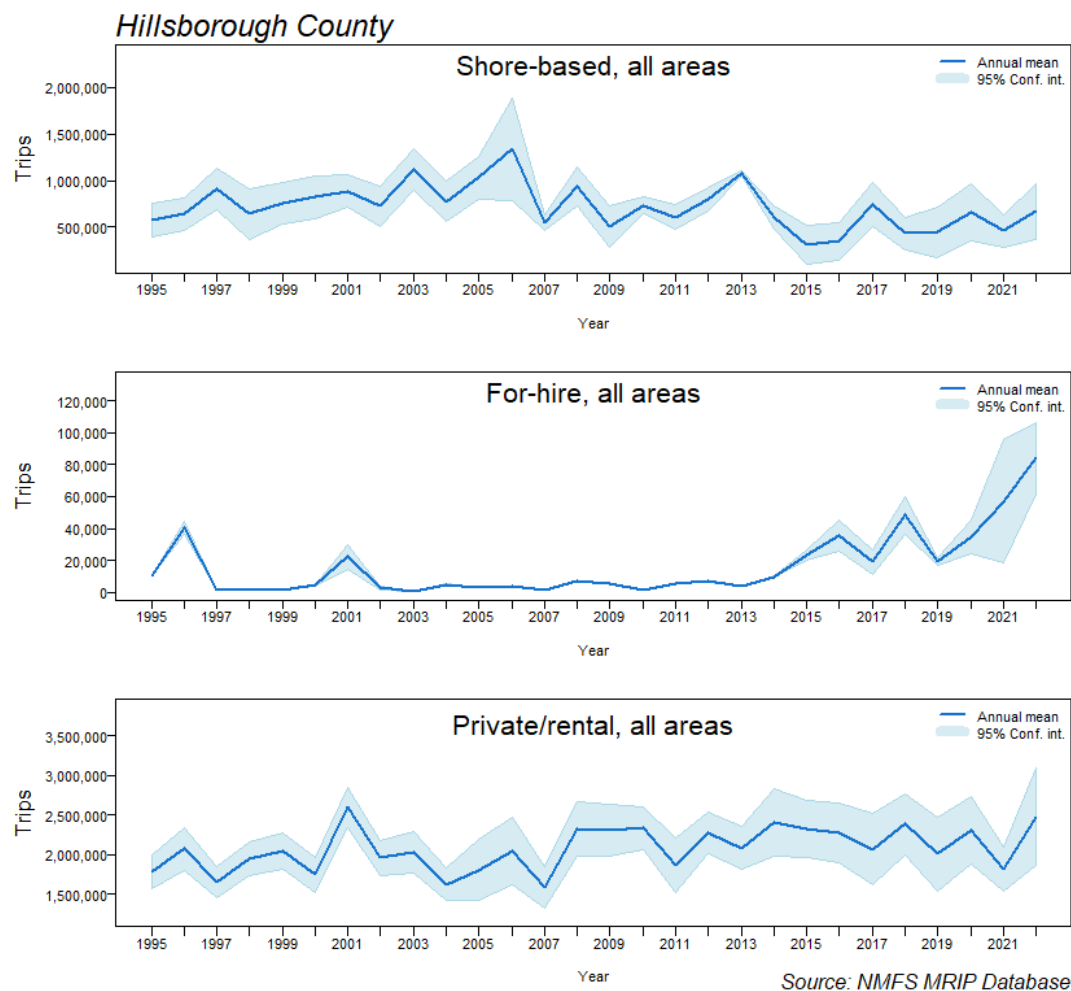 Hillsborough County
Shore-based, all areas
Annual mean
95% Conf. int.
Trips
2,000,000
1,500,000
1,000,000
500,000
1995 1997 1999 2001 2003 2005 2007 2009 2011 2013 2015 2017 2019 2021
Year
For-hire, all areas
Annual mean
95% Conf. int.
Trips
120,000
100,000
80,000
60,000
40,000
20,000
0
1995 1997 1999 2001 2003 2005 2007 2009 2011 2013 2015 2017 2019 2021
Year
Private/rental, all areas
Annual mean
95% Conf. int.
Trips
3,500,000
3,000,000
2,500,000
2,000,000
1,500,000
1995 1997 1999 2001 2003 2005 2007 2009 2011 2013 2015 2017 2019 2021
Year
Source: NMFS MRIP Database